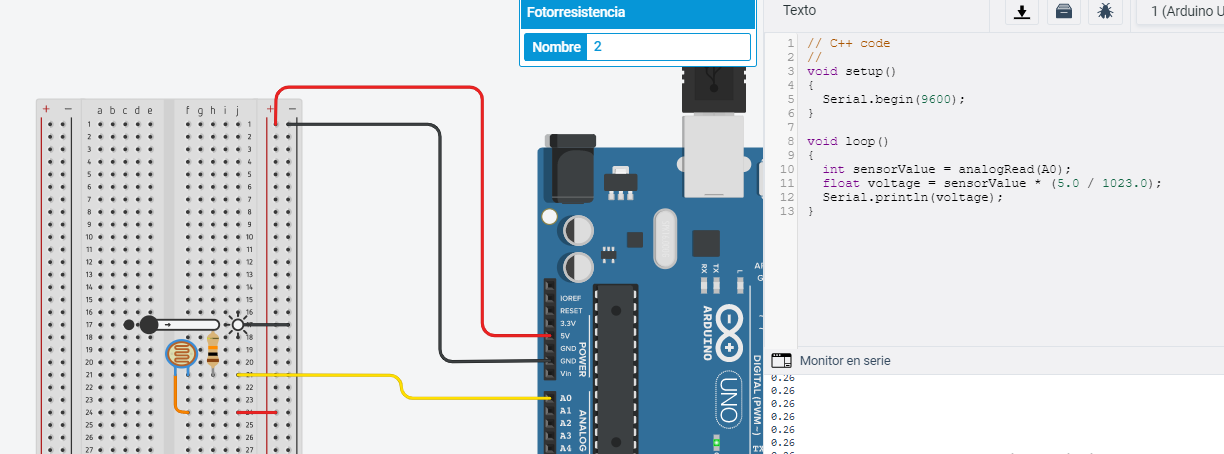 Fotorresistencia
Nombre 2
Texto
1 (Arduino U
1 // C++ code
2 //
3 void setup()
4 {
5 Serial.begin(9600);
6 }
7
8 void loop()
9 {
10 int sensorValue = analogRead(A0);
11 float voltage = sensorValue * (5.0 / 1023.0);
12 Serial.println(voltage);
13 }
Monitor en serie
0.26
0.26
0.26
0.26
0.26
0.26
+ −
a b c d e
f g h i j
+ −
1 1
2 2
3 3
4 4
5 5
6 6
7 7
8 8
9 9
10 10
11 11
12 12
13 13
14 14
15 15
16 16
17 17
18 18
19 19
20 20
21
22 22
23 23
24
25 25
26 26
27 27
IOREF
RESET
3.3V
5V
GND
GND
Vin
POWER
A0
A1
A2
A3
A4
ANALOG
RX
TX
L
AR
G
ARDUINO
UNO
DIGITAL (PWM~)
TX